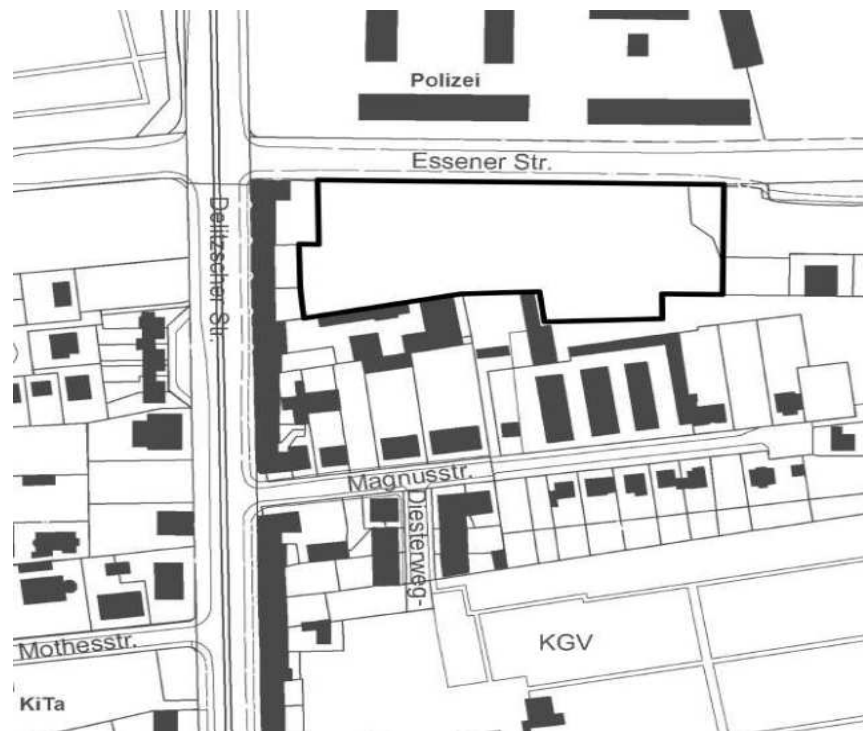 Polizei
Essener Str.
Delitzscher Str.
Magnusstr.
Diesterweg-
KGV
Mothesstr.
KiTa